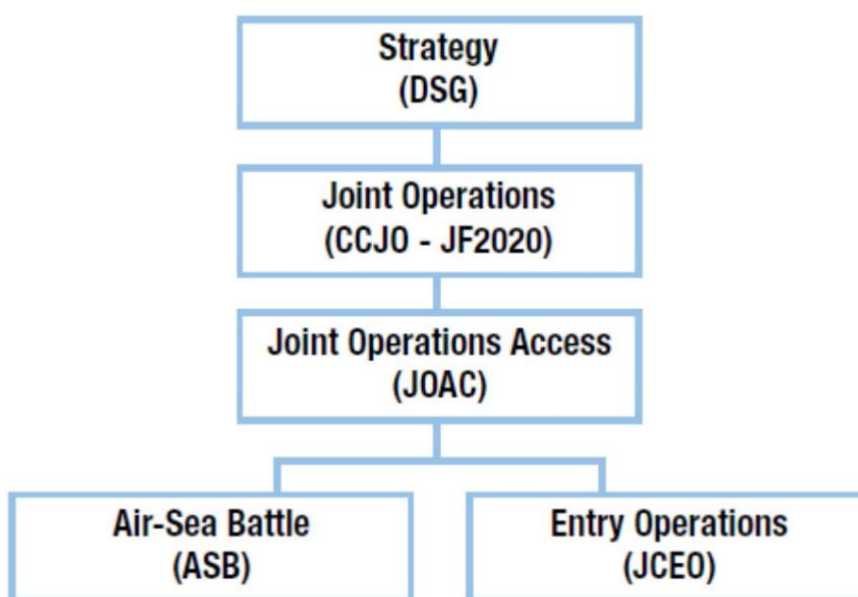 Strategy
(DSG)
Joint Operations
(CCJO - JF2020)
Joint Operations Access
(JOAC)
Air-Sea Battle
(ASB)
Entry Operations
(JCEO)